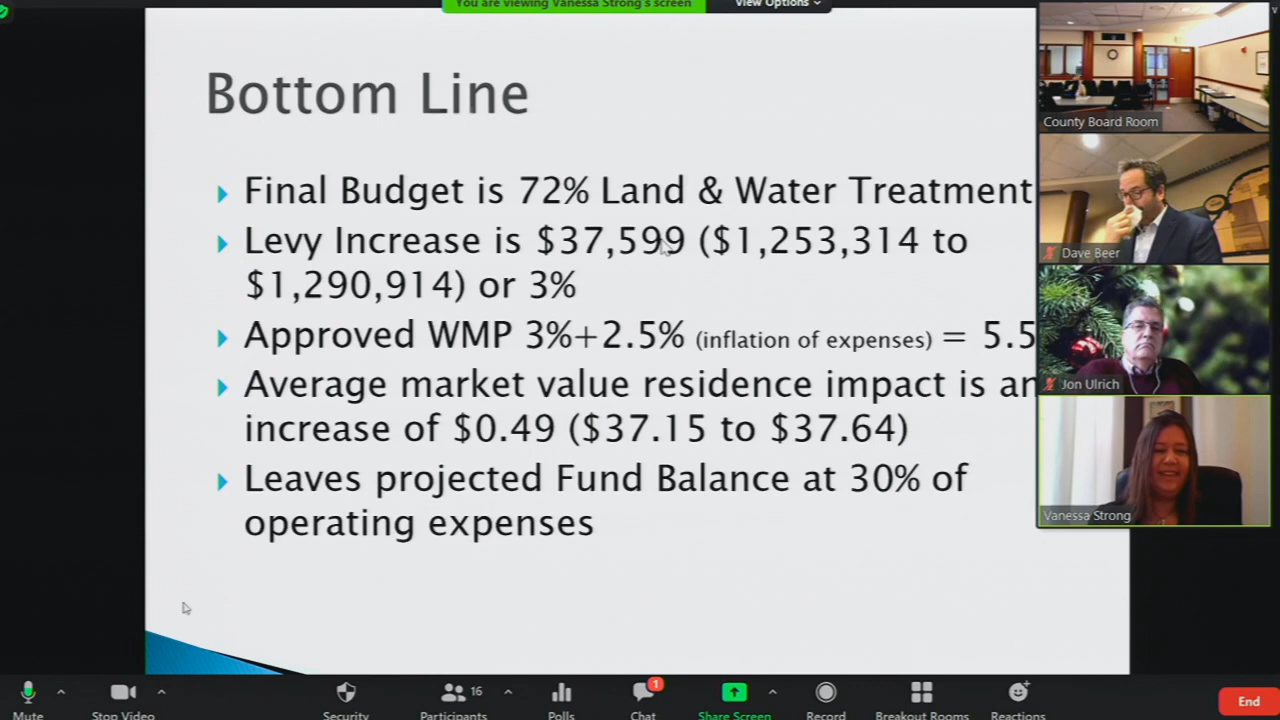 You are viewing Vanessa Strong's screen
View Options
Bottom Line
Final Budget is 72% Land & Water Treatment
Levy Increase is $37,599 ($1,253,314 to
$1,290,914) or 3%
Approved WMP 3%+2.5% (inflation of expenses) = 5.5
Average market value residence impact is an
increase of $0.49 ($37.15 to $37.64)
Leaves projected Fund Balance at 30% of
operating expenses
County Board Room
Dave Beer
Jon Ulrich
Vanessa Strong
16
1
Mute
Stop Video
Security
Participants
Polls
Chat
Share Screen
Record
Breakout Rooms
Reactions
End